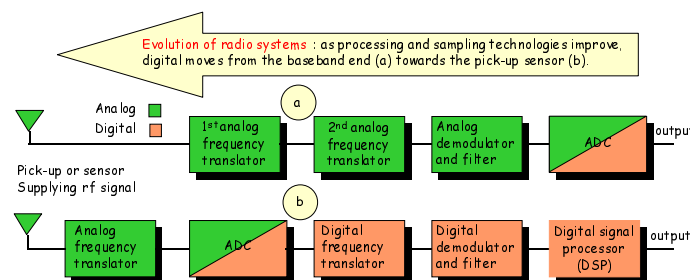 Evolution of radio systems : as processing and sampling technologies improve,
digital moves from the baseband end (a) towards the pick-up sensor (b).
a
Analog
Digital
1st analog
frequency
translator
2nd analog
frequency
translator
Analog
demodulator
and filter
ADC
output
Pick-up or sensor
Supplying rf signal
b
Analog
frequency
translator
ADC
Digital
frequency
translator
Digital
demodulator
and filter
Digital signal
processor
(DSP)
output